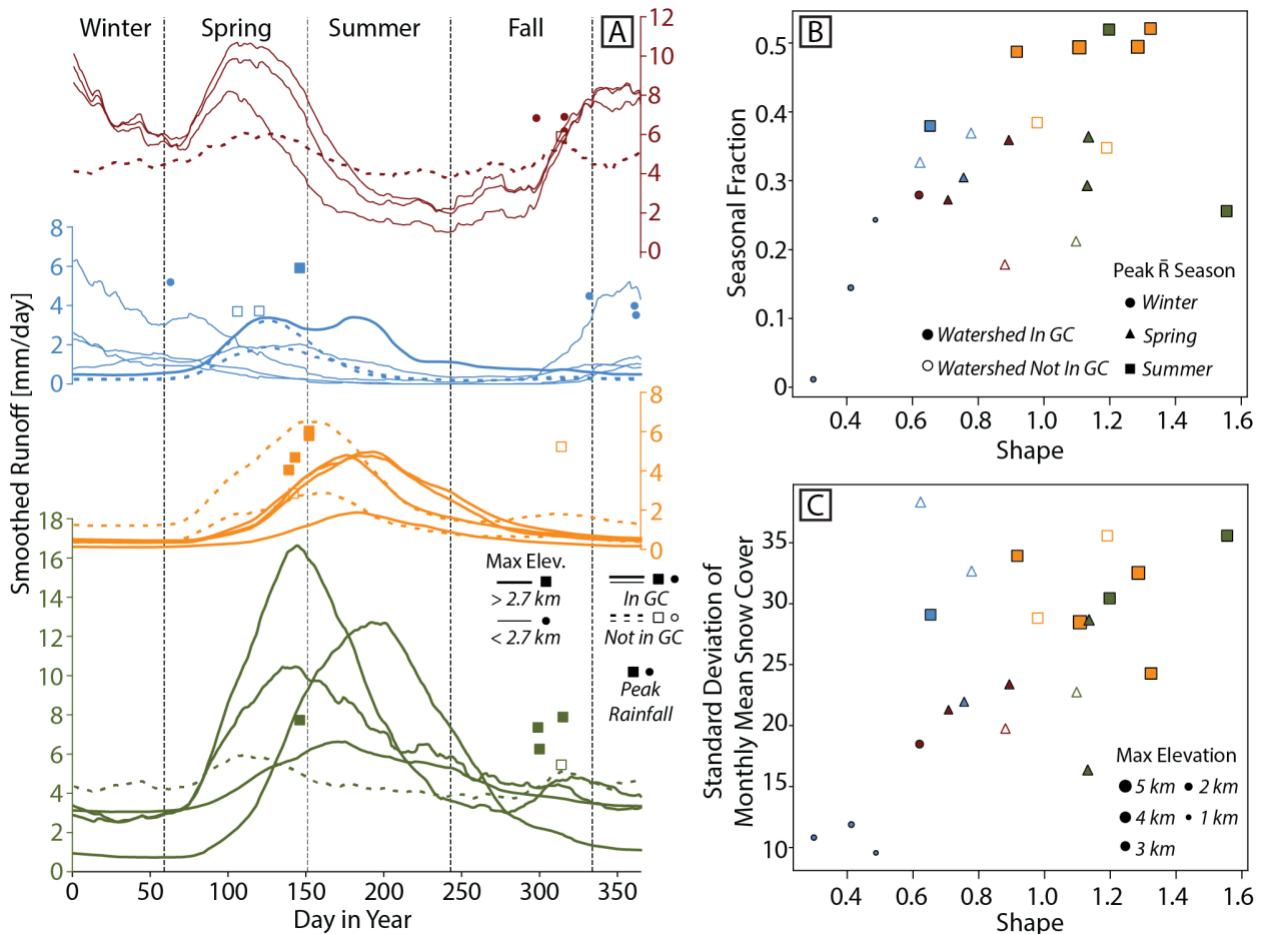 Winter
Spring
Summer
Fall
A
12
10
8
6
4
2
0
8
6
4
2
0
8
6
4
2
0
18
16
14
12
10
8
6
4
2
0
Smoothed Runoff [mm/day]
Max Elev.
> 2.7 km
< 2.7 km
In GC
Not in GC
Peak
Rainfall
0
50
100
150
200
250
300
350
Day in Year
B
0.5
0.4
0.3
0.2
0.1
0
Seasonal Fraction
Peak R̄ Season
Winter
Spring
Summer
Watershed In GC
Watershed Not In GC
0.4
0.6
0.8
1.0
1.2
1.4
1.6
Shape
C
35
30
25
20
15
10
Standard Deviation of
Monthly Mean Snow Cover
Max Elevation
5 km
2 km
4 km
1 km
3 km
0.4
0.6
0.8
1.0
1.2
1.4
1.6
Shape